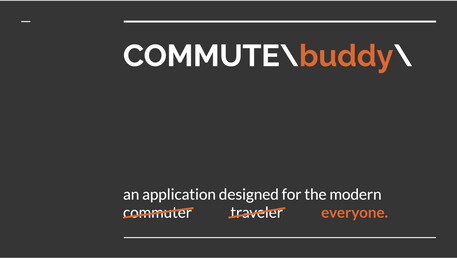 COMMUTE\buddy\
an application designed for the modern
commuter traveler everyone.